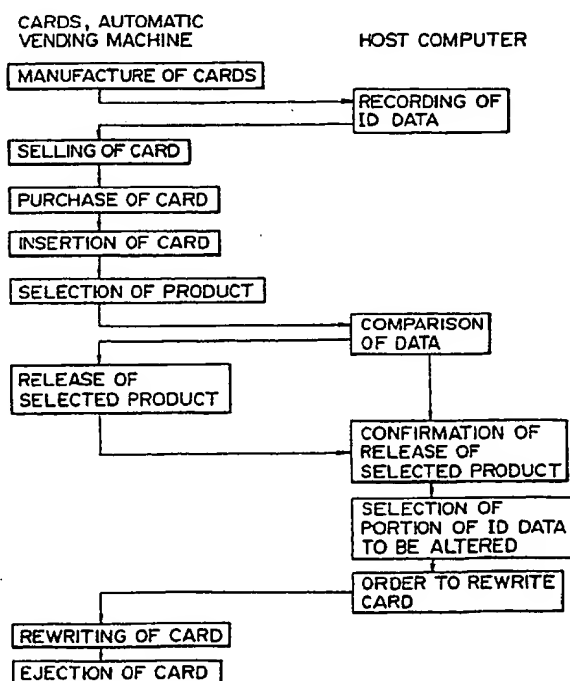 CARDS, AUTOMATIC
VENDING MACHINE
HOST COMPUTER
MANUFACTURE OF CARDS
RECORDING OF
ID DATA
SELLING OF CARD
PURCHASE OF CARD
INSERTION OF CARD
SELECTION OF PRODUCT
COMPARISON
OF DATA
RELEASE OF
SELECTED PRODUCT
CONFIRMATION OF
RELEASE OF
SELECTED PRODUCT
SELECTION OF
PORTION OF ID DATA
TO BE ALTERED
ORDER TO REWRITE
CARD
REWRITING OF CARD
EJECTION OF CARD